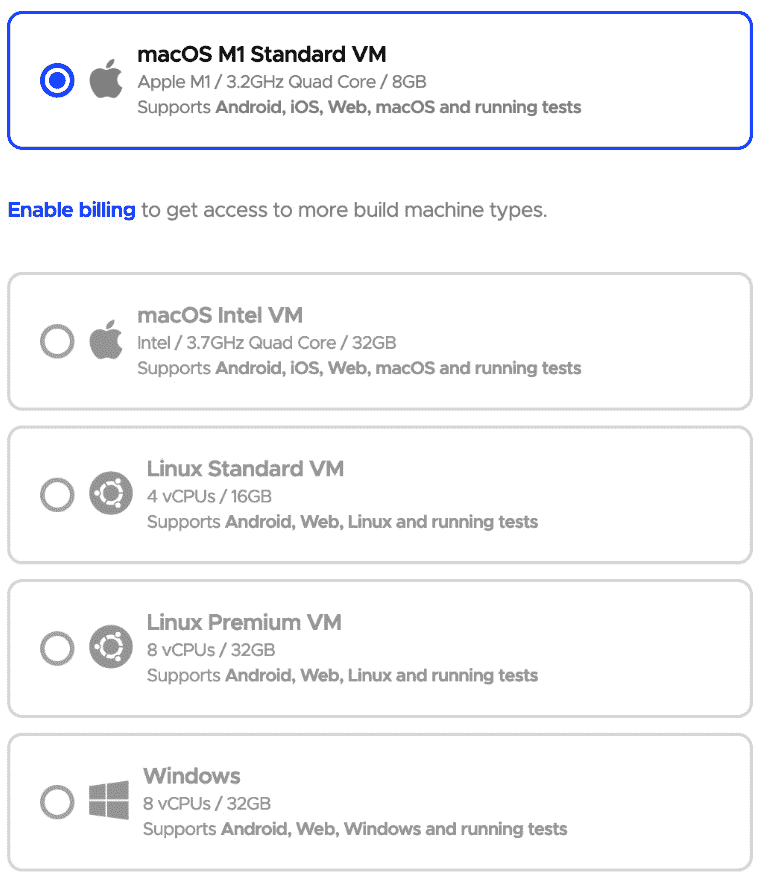 macOS M1 Standard VM
Apple M1 / 3.2GHz Quad Core / 8GB
Supports Android, iOS, Web, macOS and running tests
Enable billing to get access to more build machine types.
macOS Intel VM
Intel / 3.7GHz Quad Core / 32GB
Supports Android, iOS, Web, macOS and running tests
Linux Standard VM
4 vCPUs / 16GB
Supports Android, Web, Linux and running tests
Linux Premium VM
8 vCPUs / 32GB
Supports Android, Web, Linux and running tests
Windows
8 vCPUs / 32GB
Supports Android, Web, Windows and running tests